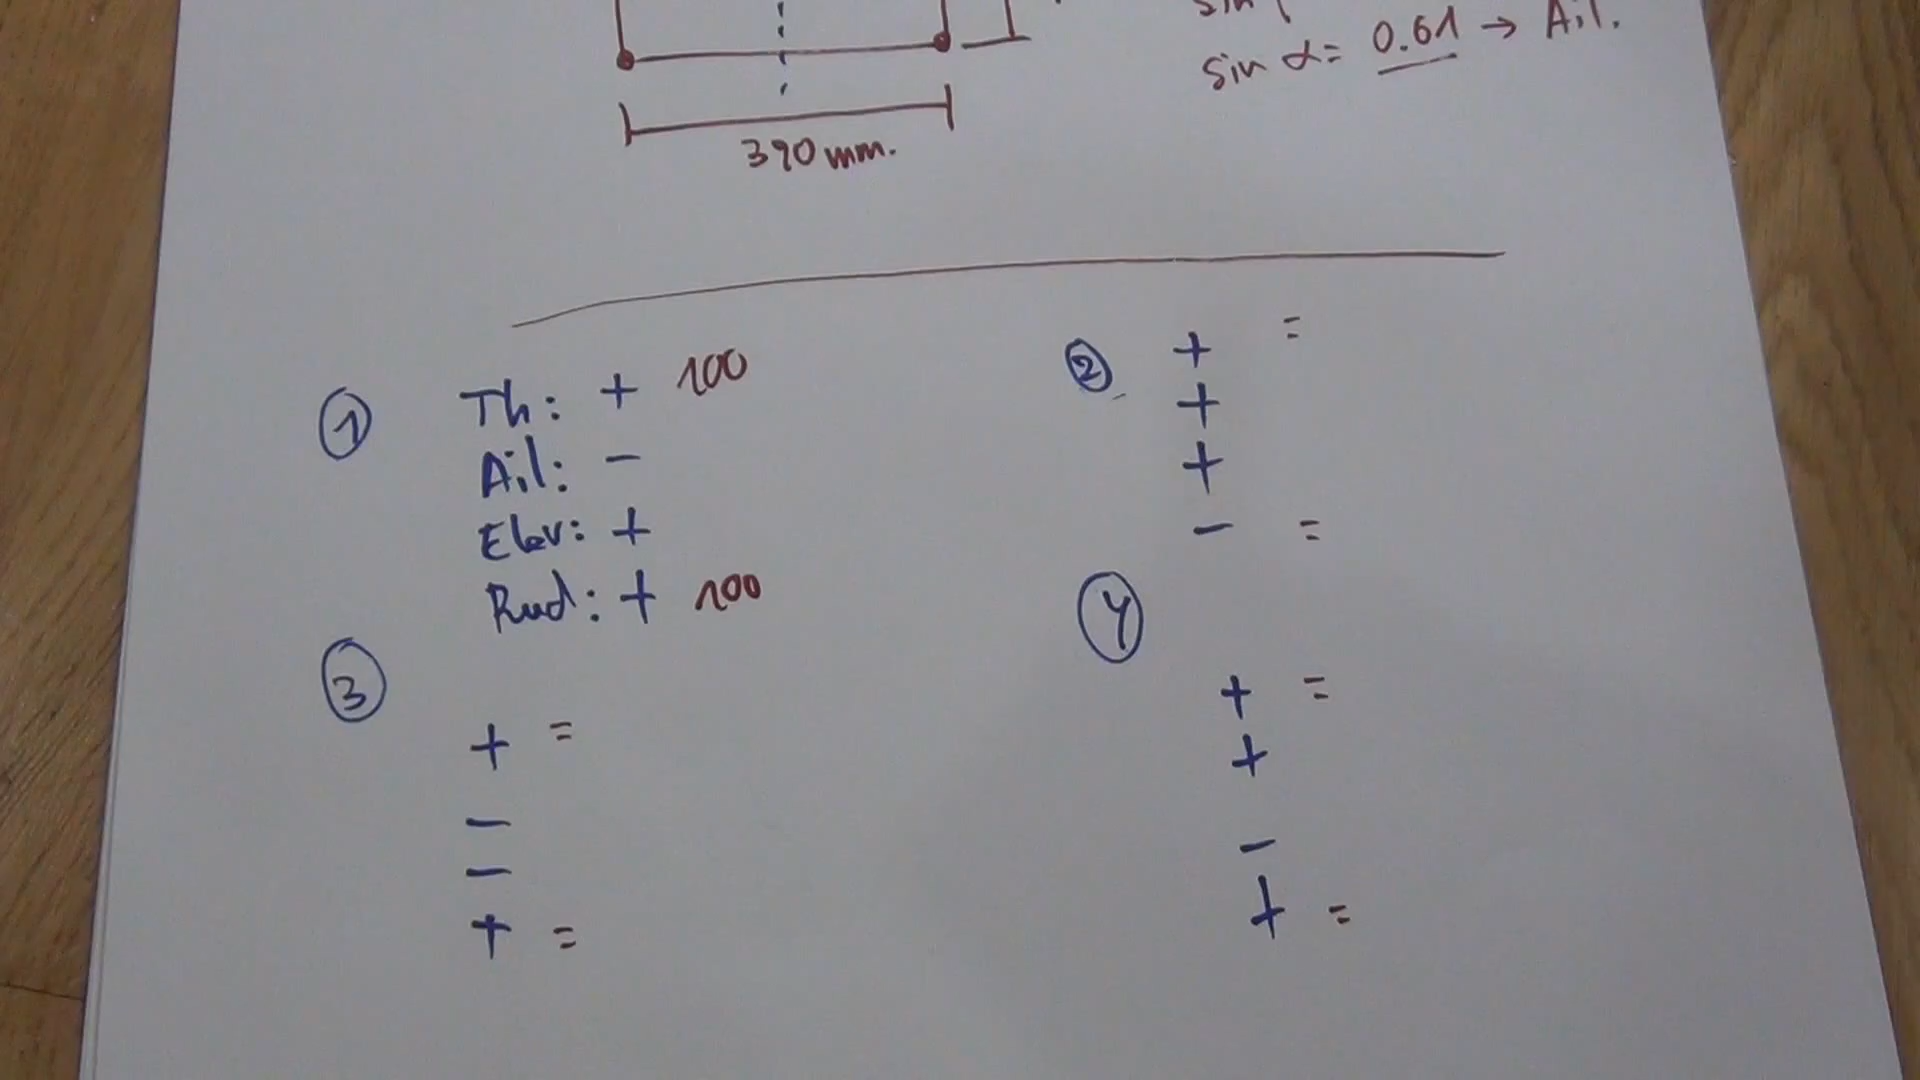 sin α = 0.61 → Ail.
390 mm.
① Th: + 100
Ail: -
Elev: +
Rud: + 100
② + =
+
+
- =
③
+ =
-
-
+ =
④
+ =
+
-
+ =